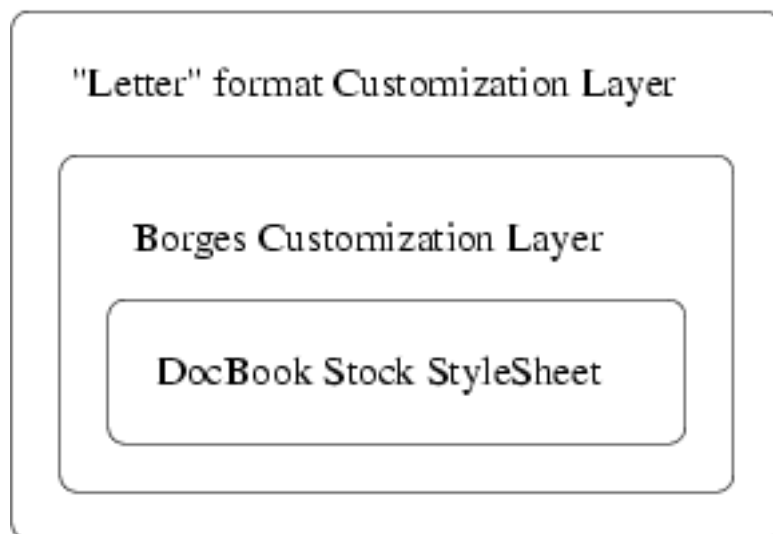 "Letter" format Customization Layer
Borges Customization Layer
DocBook Stock StyleSheet